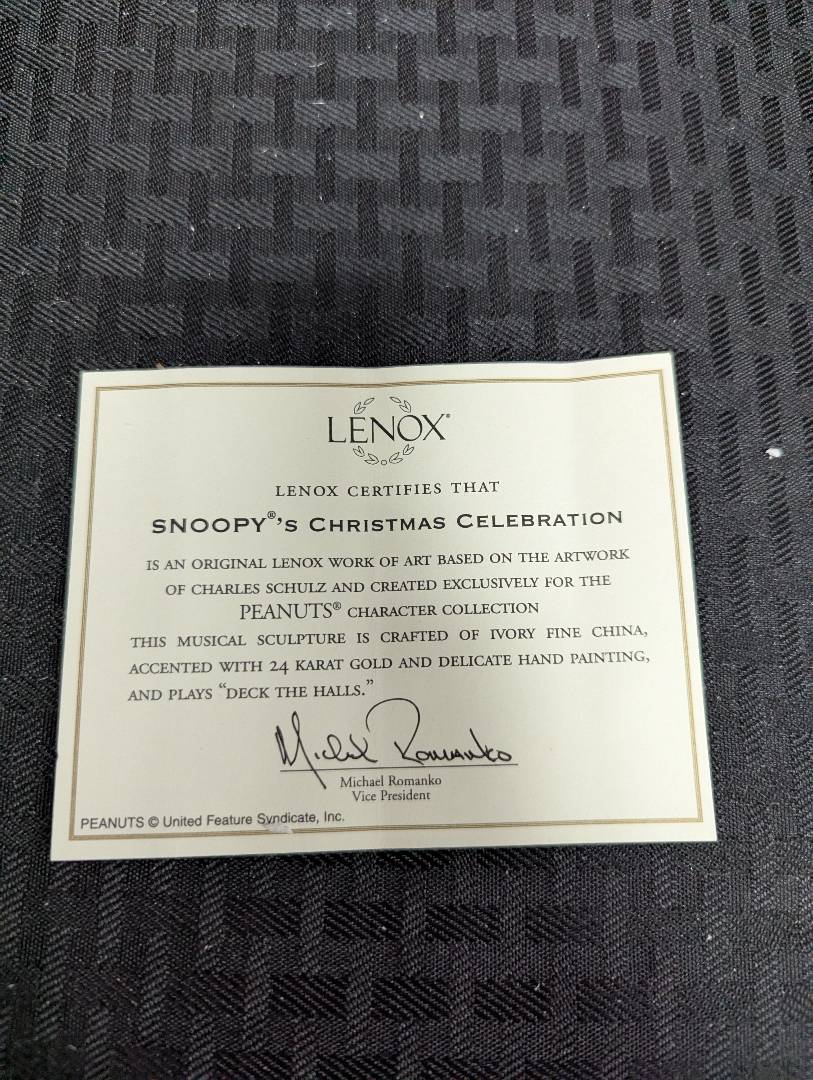 LENOX®
LENOX CERTIFIES THAT
SNOOPY®'S CHRISTMAS CELEBRATION
IS AN ORIGINAL LENOX WORK OF ART BASED ON THE ARTWORK
OF CHARLES SCHULZ AND CREATED EXCLUSIVELY FOR THE
PEANUTS® CHARACTER COLLECTION
THIS MUSICAL SCULPTURE IS CRAFTED OF IVORY FINE CHINA,
ACCENTED WITH 24 KARAT GOLD AND DELICATE HAND PAINTING,
AND PLAYS “DECK THE HALLS.”
Michael Romanko
Michael Romanko
Vice President
PEANUTS © United Feature Syndicate, Inc.